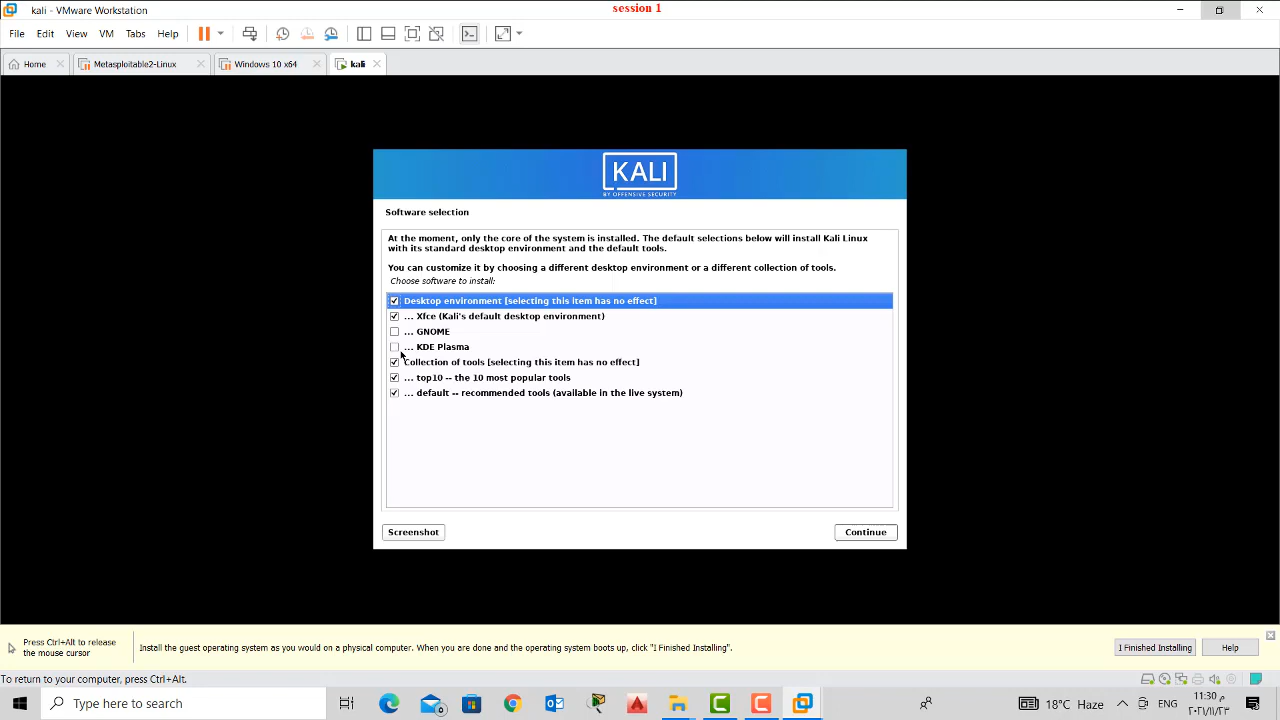 kali - VMware Workstation
session 1
File Edit View VM Tabs Help
Home Metasploitable2-Linux Windows 10 x64 kali
KALI
BY OFFENSIVE SECURITY
Software selection
At the moment, only the core of the system is installed. The default selections below will install Kali Linux
with its standard desktop environment and the default tools.
You can customize it by choosing a different desktop environment or a different collection of tools.
Choose software to install:
Desktop environment [selecting this item has no effect]
... Xfce (Kali's default desktop environment)
... GNOME
... KDE Plasma
Collection of tools [selecting this item has no effect]
... top10 -- the 10 most popular tools
... default -- recommended tools (available in the live system)
Screenshot Continue
Press Ctrl+Alt to release
the mouse cursor
Install the guest operating system as you would on a physical computer. When you are done and the operating system boots up, click "I Finished Installing".
I Finished Installing Help
To return to your computer, press Ctrl+Alt.
Type here to search
18°C Haze
ENG
11:30